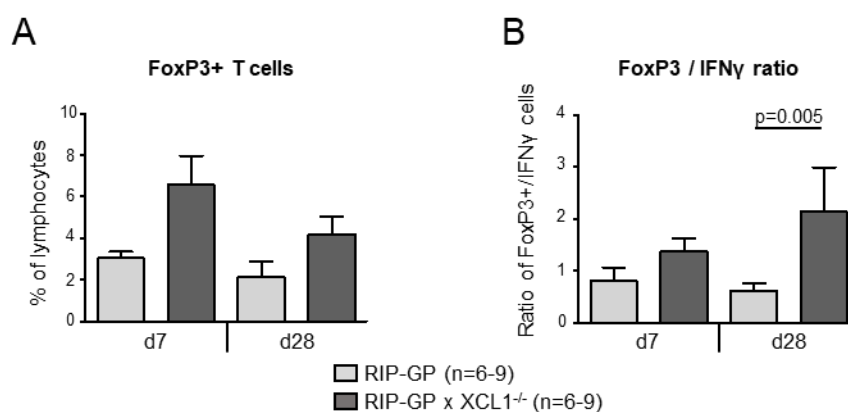 A
FoxP3+ T cells
% of lymphocytes
10
8
6
4
2
0
d7
d28
B
FoxP3 / IFNγ ratio
Ratio of FoxP3+/IFNγ cells
4
3
2
1
0
p=0.005
d7
d28
RIP-GP (n=6-9)
RIP-GP x XCL1-/- (n=6-9)